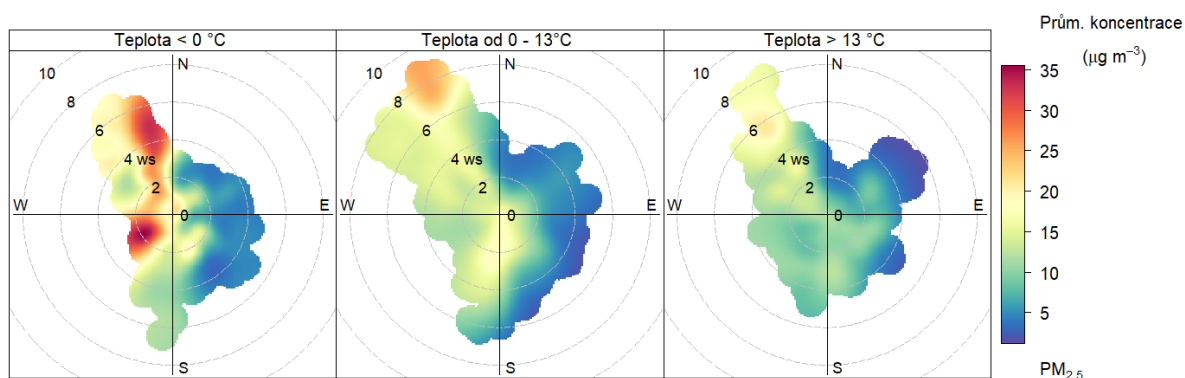 Teplota < 0 °C
Teplota od 0 - 13°C
Teplota > 13 °C
Prům. koncentrace
(µg m⁻³)
10
8
6
4 ws
2
0
N
W
E
S
10
8
6
4 ws
2
0
N
W
E
S
10
8
6
4 ws
2
0
N
W
E
S
35
30
25
20
15
10
5
PM₂.₅